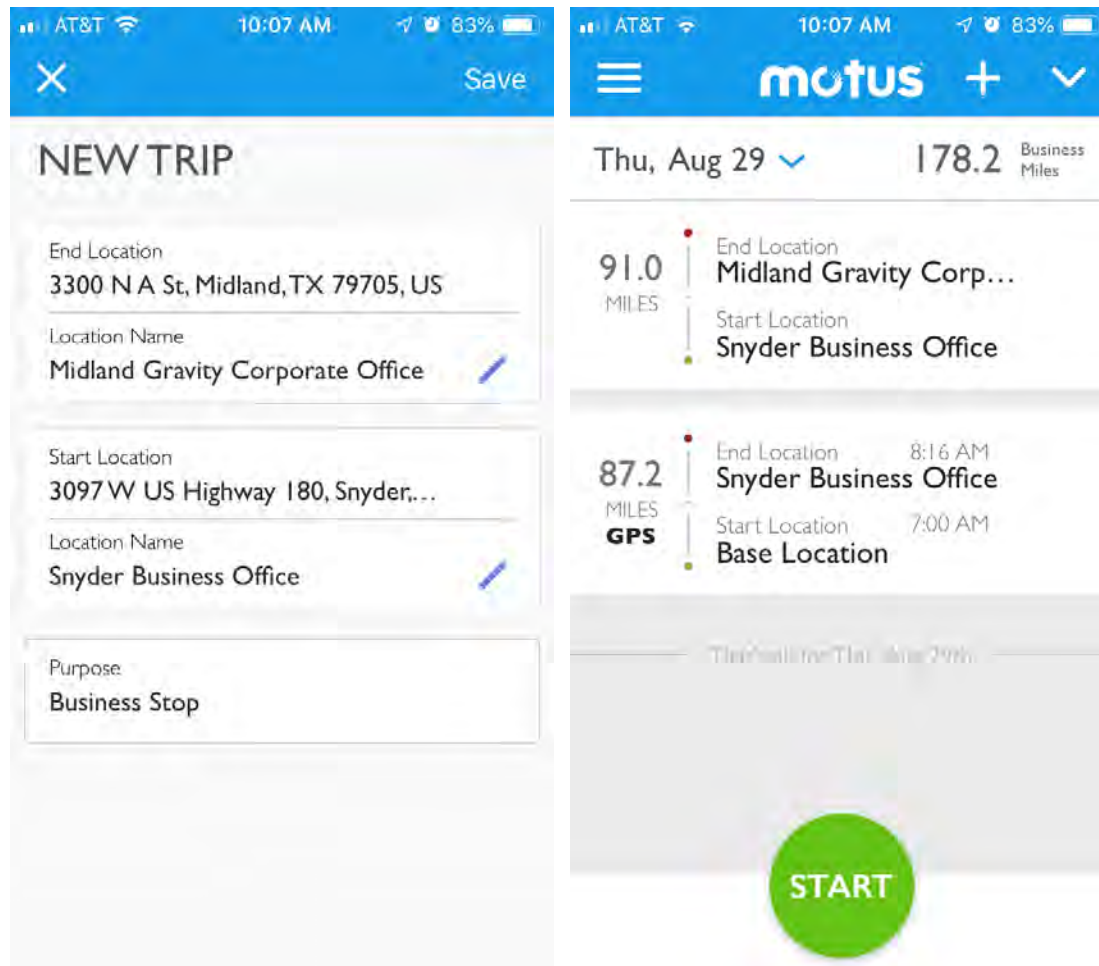 AT&T 10:07 AM 83%
Save
NEW TRIP
End Location
3300 N A St, Midland, TX 79705, US
Location Name
Midland Gravity Corporate Office
Start Location
3097 W US Highway 180, Snyder,...
Location Name
Snyder Business Office
Purpose
Business Stop
AT&T 10:07 AM 83%
motus
Thu, Aug 29 178.2 Business
Miles
91.0
MILES
End Location
Midland Gravity Corp...
Start Location
Snyder Business Office
87.2
MILES
GPS
End Location 8:16 AM
Snyder Business Office
Start Location 7:00 AM
Base Location
START